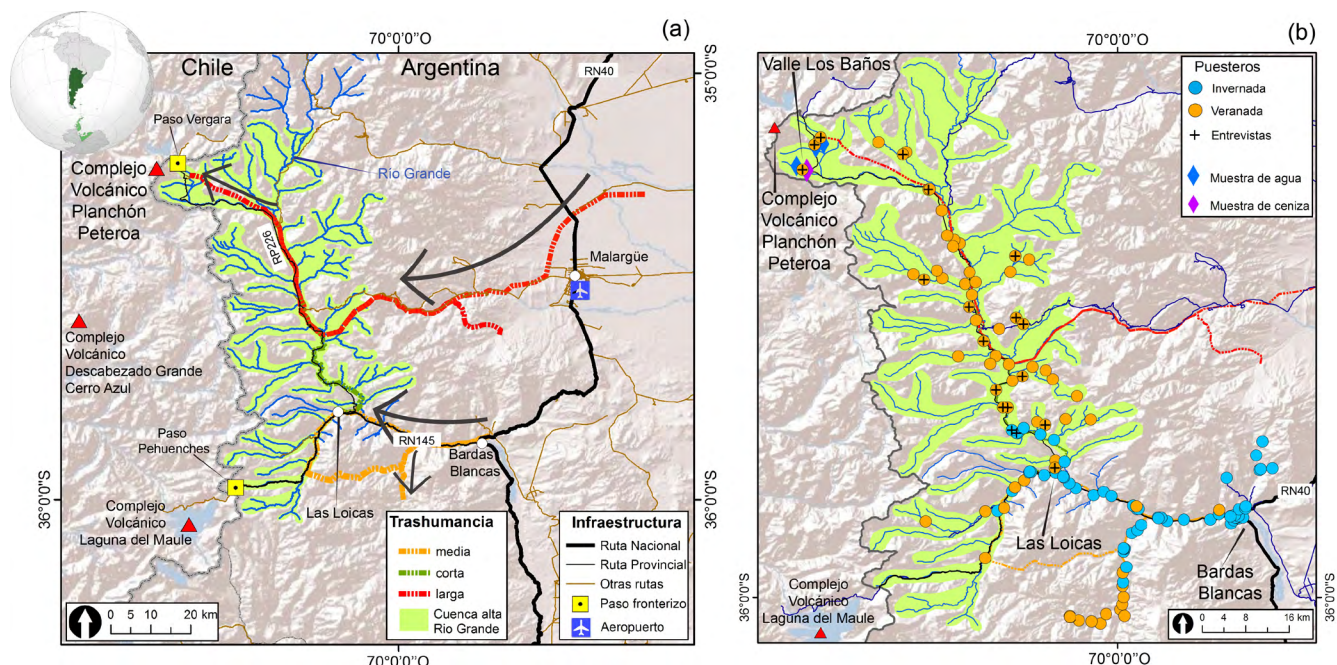 (a)
70°0'0"O
Chile
Argentina
RN40
35°0'0"S
Paso Vergara
Complejo
Volcánico
Planchón
Peteroa
Río Grande
RP226
Malargüe
Complejo
Volcánico
Descabezado Grande
Cerro Azul
Paso
Pehuenches
RN145
Bardas
Blancas
36°0'0"S
Complejo
Volcánico
Laguna del Maule
Las Loicas
Trashumancia
media
corta
larga
Cuenca alta
Rio Grande
Infraestructura
Ruta Nacional
Ruta Provincial
Otras rutas
Paso fronterizo
Aeropuerto
0 5 10 20 km
70°0'0"O
36°0'0"S
(b)
70°0'0"O
Valle Los Baños
Puesteros
Invernada
Veranada
Entrevistas
Muestra de agua
Muestra de ceniza
Complejo
Volcánico
Planchón
Peteroa
RN40
Las Loicas
Bardas
Blancas
36°0'0"S
Complejo
Volcánico
Laguna del Maule
0 4 8 16 km
70°0'0"O
36°0'0"S